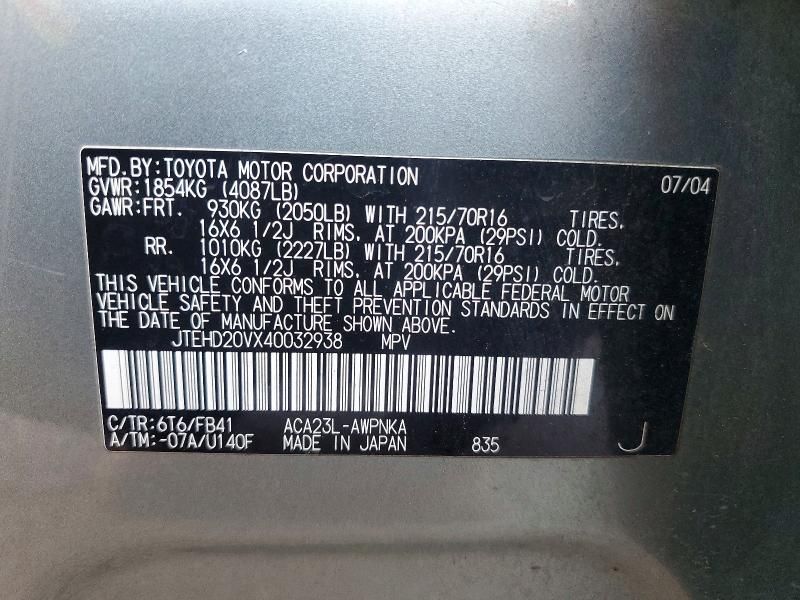 MFD.BY:TOYOTA MOTOR CORPORATION 07/04
GVWR:1854KG (4087LB)
GAWR:FRT. 930KG (2050LB) WITH 215/70R16 TIRES,
16X6 1/2J RIMS, AT 200KPA (29PSI) COLD.
RR. 1010KG (2227LB) WITH 215/70R16 TIRES,
16X6 1/2J RIMS, AT 200KPA (29PSI) COLD.
THIS VEHICLE CONFORMS TO ALL APPLICABLE FEDERAL MOTOR
VEHICLE SAFETY AND THEFT PREVENTION STANDARDS IN EFFECT ON
THE DATE OF MANUFACTURE SHOWN ABOVE.
JTEHD20VX40032938 MPV
C/TR:6T6/FB41 ACA23L-AWPNKA
A/TM:-07A/U140F MADE IN JAPAN 835 J